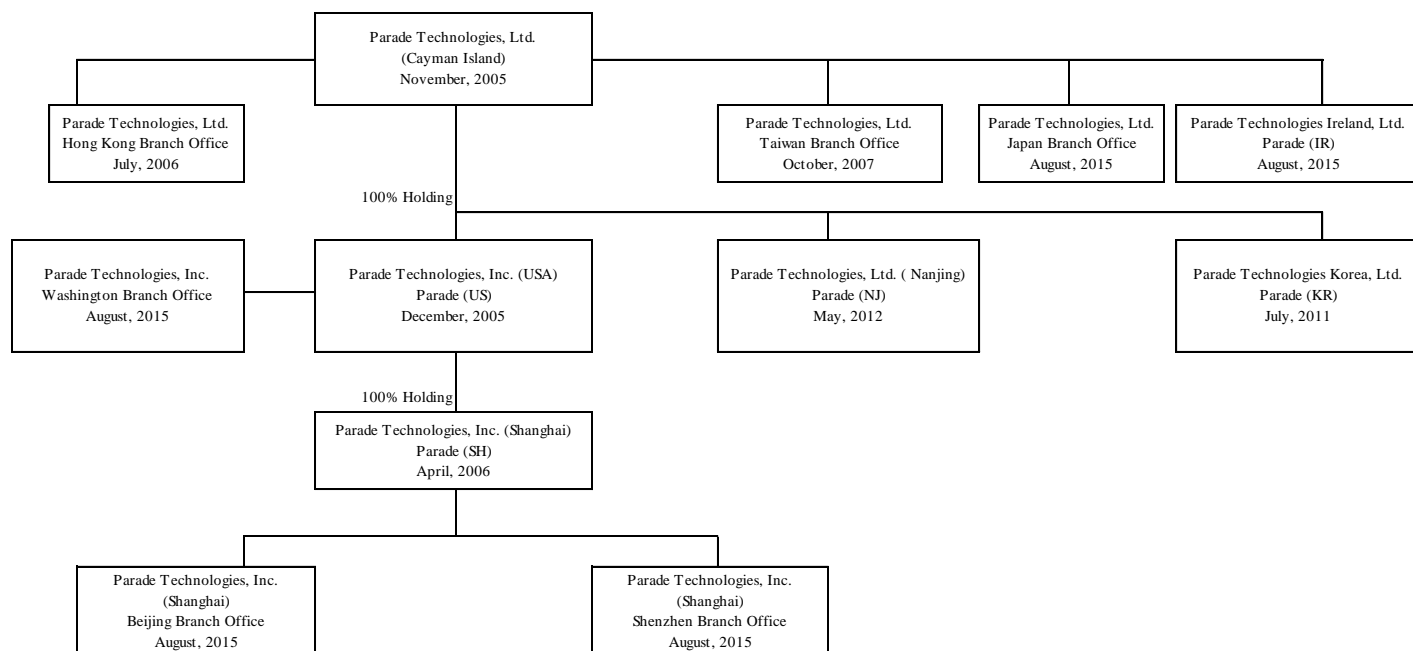 Parade Technologies, Ltd.
(Cayman Island)
November, 2005
Parade Technologies, Ltd.
Hong Kong Branch Office
July, 2006
Parade Technologies, Ltd.
Taiwan Branch Office
October, 2007
Parade Technologies, Ltd.
Japan Branch Office
August, 2015
Parade Technologies Ireland, Ltd.
Parade (IR)
August, 2015
100% Holding
Parade Technologies, Inc.
Washington Branch Office
August, 2015
Parade Technologies, Inc. (USA)
Parade (US)
December, 2005
Parade Technologies, Ltd. ( Nanjing)
Parade (NJ)
May, 2012
Parade Technologies Korea, Ltd.
Parade (KR)
July, 2011
100% Holding
Parade Technologies, Inc. (Shanghai)
Parade (SH)
April, 2006
Parade Technologies, Inc.
(Shanghai)
Beijing Branch Office
August, 2015
Parade Technologies, Inc.
(Shanghai)
Shenzhen Branch Office
August, 2015